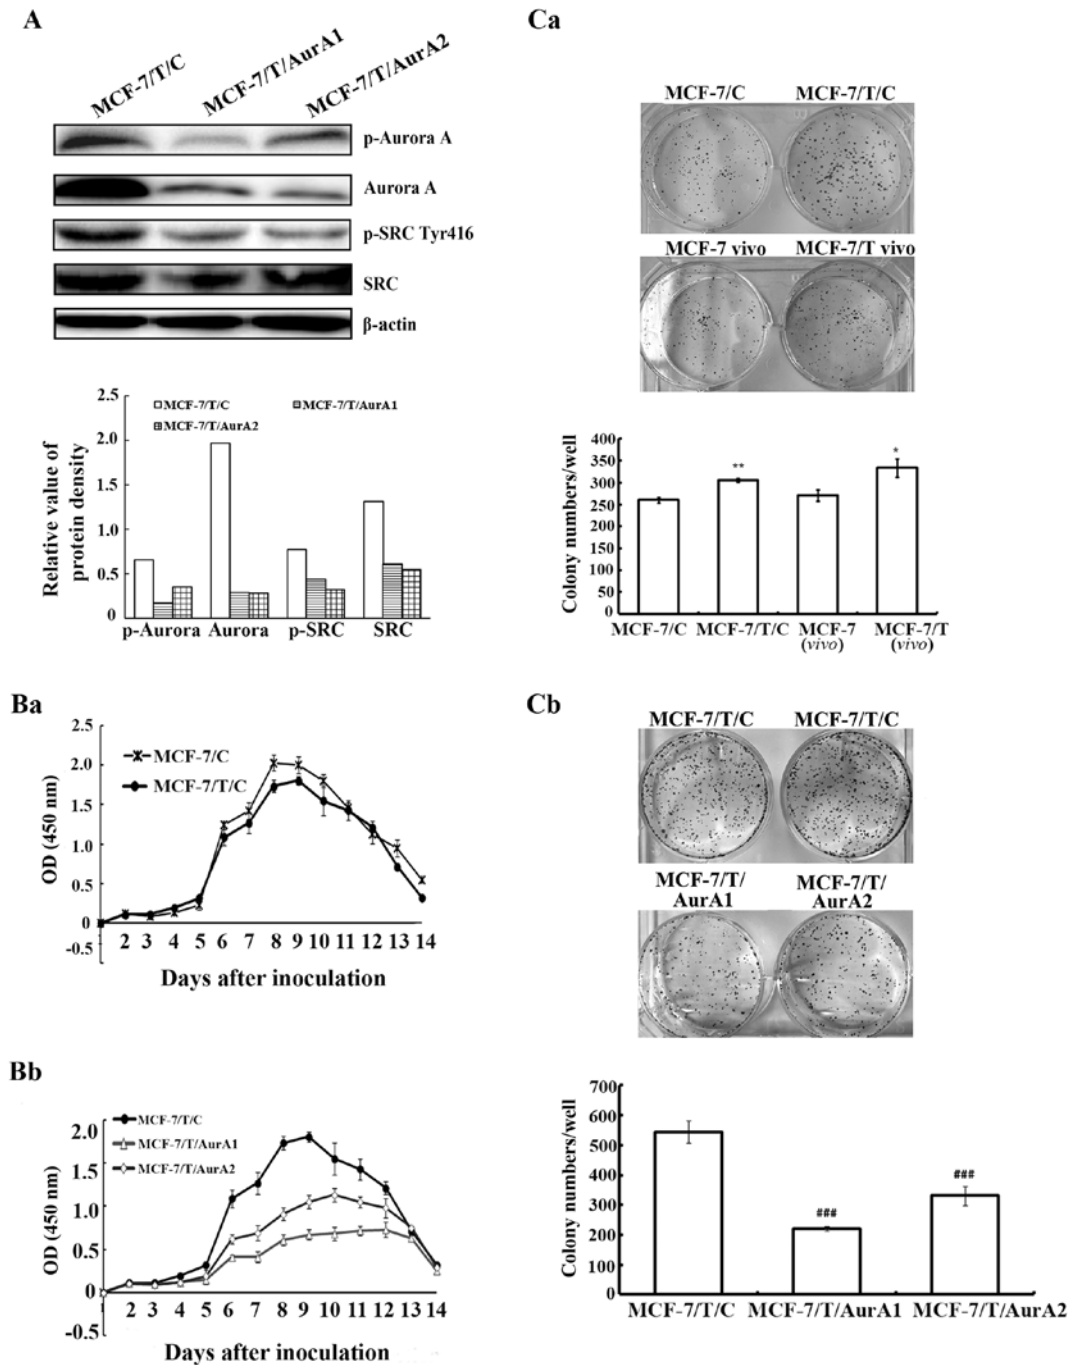 A
MCF-7/T/C
MCF-7/T/AurA1
MCF-7/T/AurA2
p-Aurora A
Aurora A
p-SRC Tyr416
SRC
β-actin
Relative value of
protein density
2.5
2.0
1.5
1.0
0.5
0
MCF-7/T/C
MCF-7/T/AurA1
MCF-7/T/AurA2
p-Aurora Aurora p-SRC SRC
Ba
OD (450 nm)
2.5
2.0
1.5
1.0
0.5
0
-0.5
MCF-7/C
MCF-7/T/C
2 3 4 5 6 7 8 9 10 11 12 13 14
Days after inoculation
Bb
OD (450 nm)
2.0
1.5
1.0
0.5
0
-0.5
MCF-7/T/C
MCF-7/T/AurA1
MCF-7/T/AurA2
2 3 4 5 6 7 8 9 10 11 12 13 14
Days after inoculation
Ca
MCF-7/C MCF-7/T/C
MCF-7 vivo MCF-7/T vivo
Colony numbers/well
400
350
300
250
200
150
100
50
0
**
*
MCF-7/C MCF-7/T/C MCF-7 MCF-7/T
(vivo) (vivo)
Cb
MCF-7/T/C MCF-7/T/C
MCF-7/T/ MCF-7/T/
AurA1 AurA2
Colony numbers/well
700
600
500
400
300
200
100
0
###
###
MCF-7/T/C MCF-7/T/AurA1 MCF-7/T/AurA2